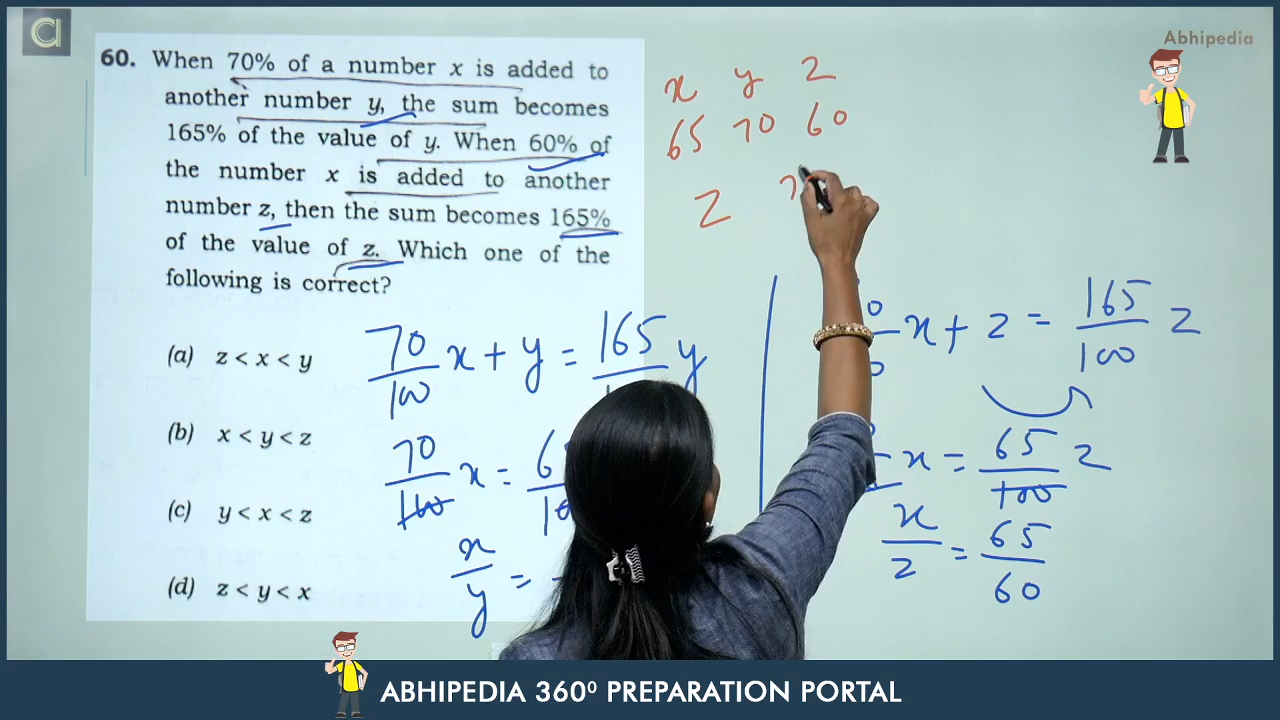 Abhipedia
60. When 70% of a number x is added to
another number y, the sum becomes
165% of the value of y. When 60% of
the number x is added to another
number z, then the sum becomes 165%
of the value of z. Which one of the
following is correct?
(a) z < x < y
(b) x < y < z
(c) y < x < z
(d) z < y < x
x y z
65 70 60
z
70/100 x + y = 165/ y
70/100 x = 6
x/y =
x + z = 165/100 z
x = 65/100 z
x/z = 65/60
ABHIPEDIA 360⁰ PREPARATION PORTAL